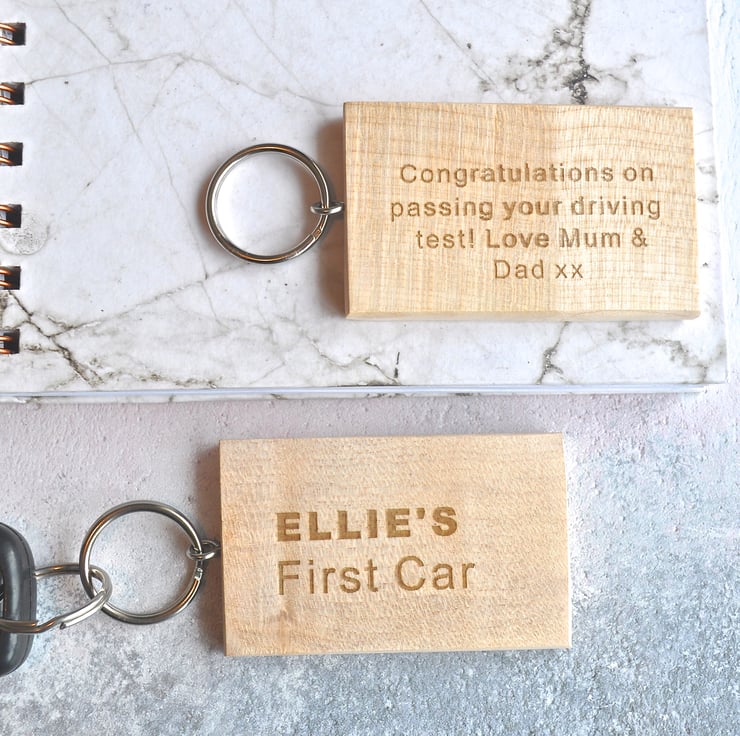 Congratulations on
passing your driving
test! Love Mum &
Dad xx
ELLIE'S
First Car